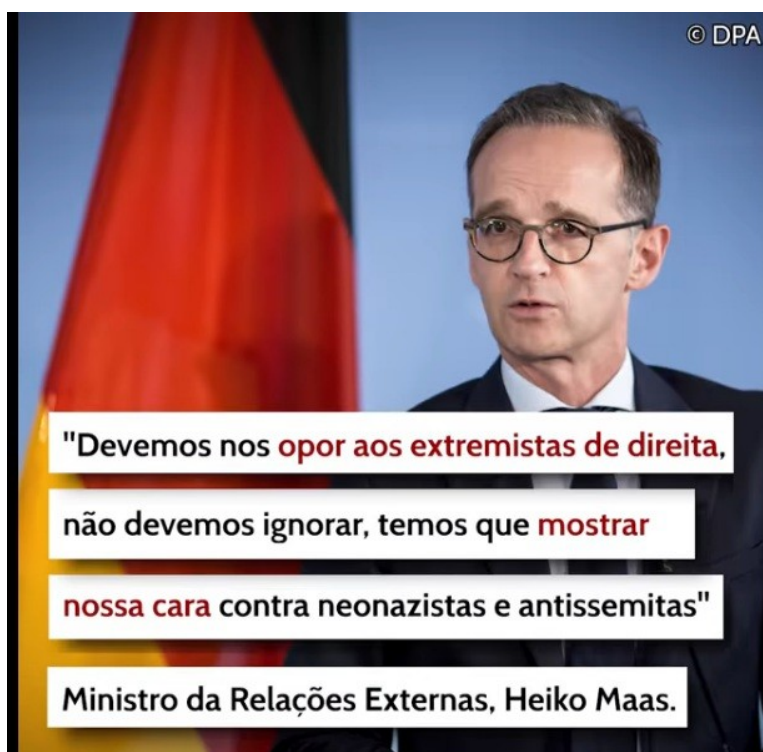 © DPA
"Devemos nos opor aos extremistas de direita,
não devemos ignorar, temos que mostrar
nossa cara contra neonazistas e antissemitas"
Ministro da Relações Externas, Heiko Maas.